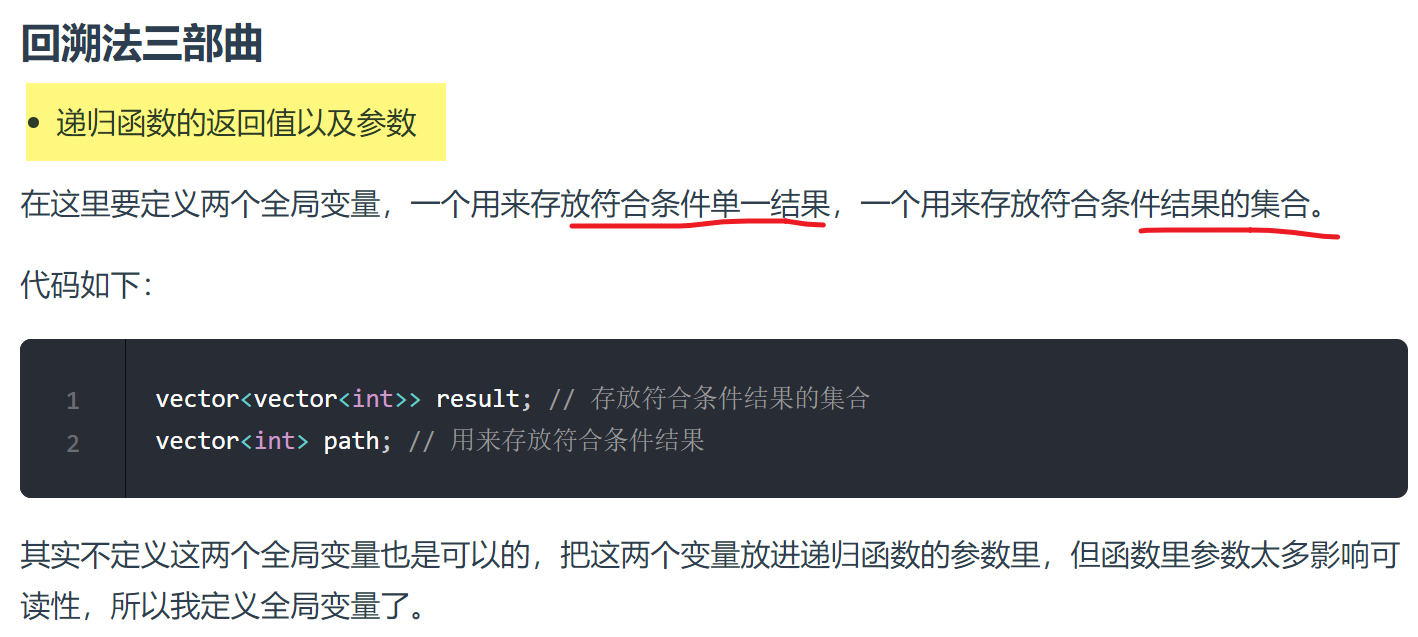 回溯法三部曲
• 递归函数的返回值以及参数
在这里要定义两个全局变量，一个用来存放符合条件单一结果，一个用来存放符合条件结果的集合。
代码如下：
1 vector<vector<int>> result; // 存放符合条件结果的集合
2 vector<int> path; // 用来存放符合条件结果
其实不定义这两个全局变量也是可以的，把这两个变量放进递归函数的参数里，但函数里参数太多影响可
读性，所以我定义全局变量了。